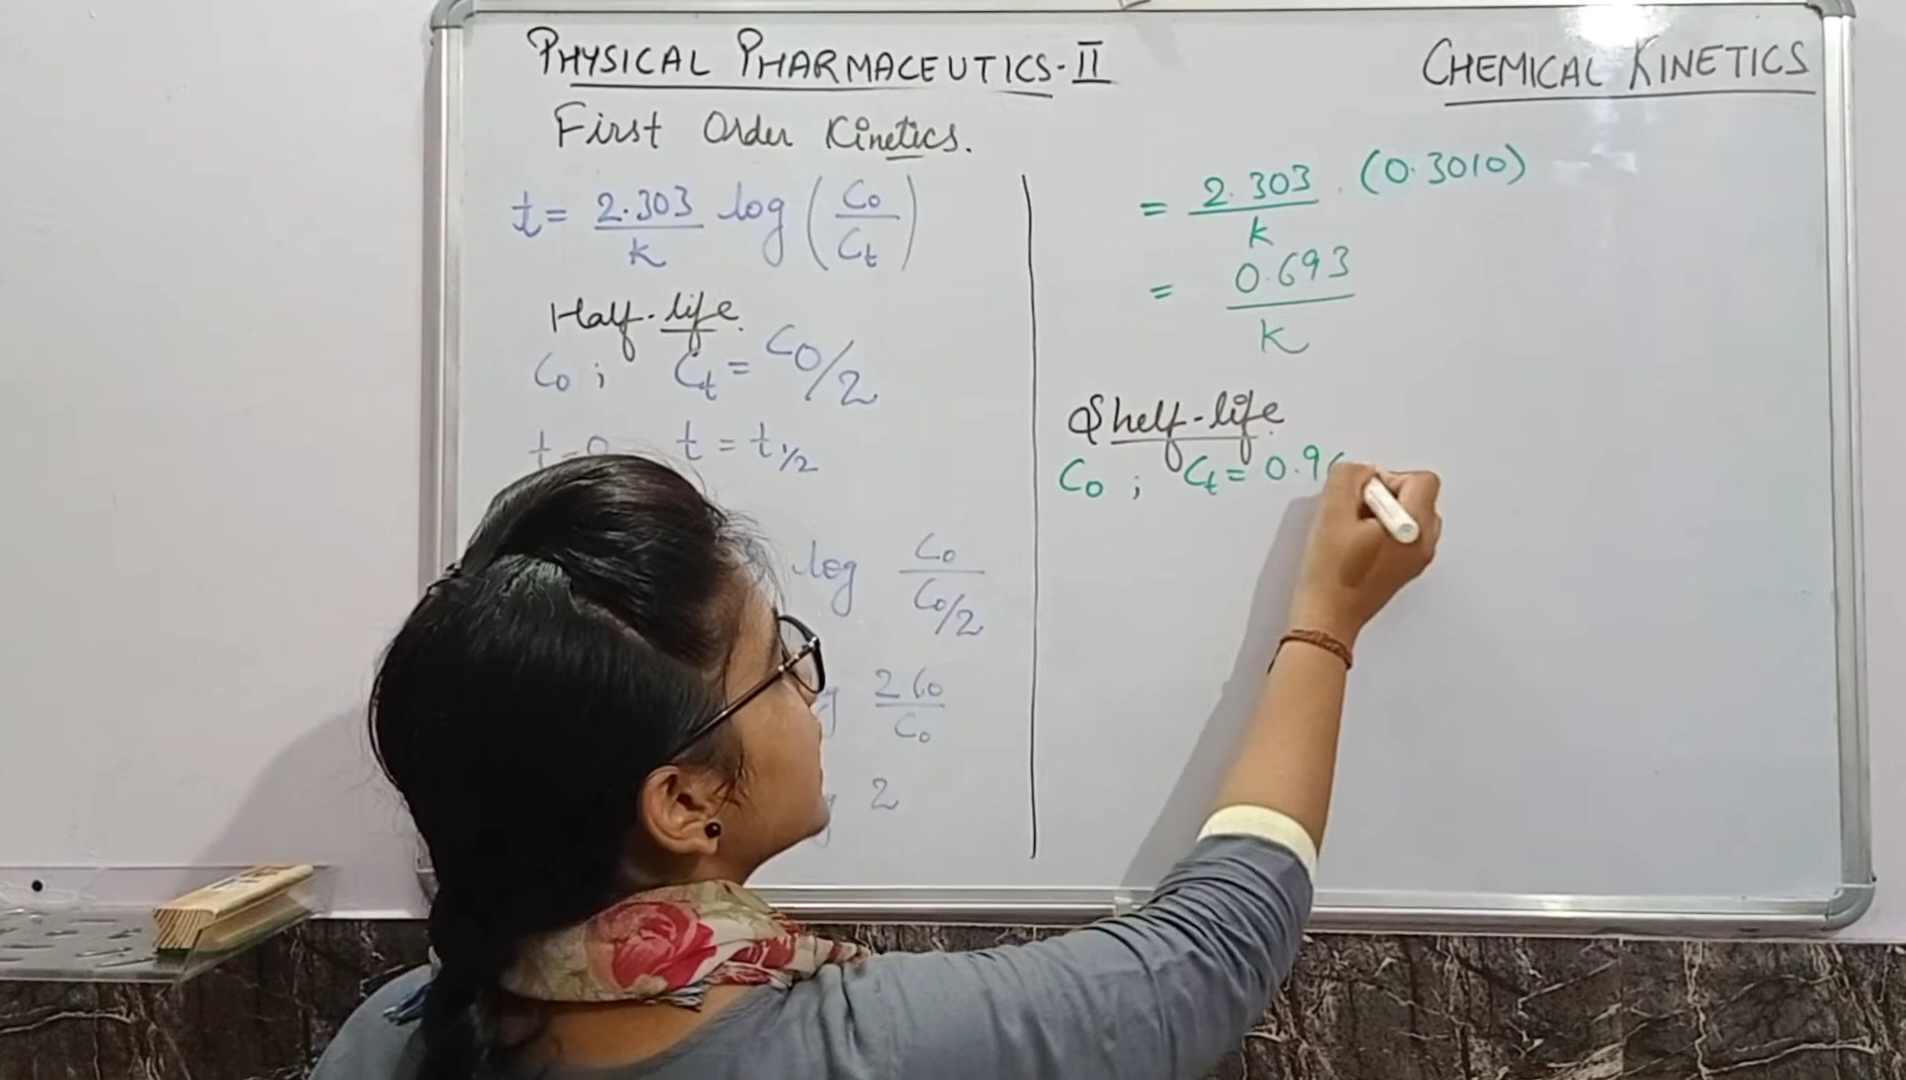 PHYSICAL PHARMACEUTICS-II
CHEMICAL KINETICS
First Order Kinetics.
t = 2.303/k log (C₀/Cₜ)
Half-life.
C₀ ; Cₜ = C₀/2
t=0 t = t 1/2
log C₀/C₀/2
2C₀/C₀
2
= 2.303/k . (0.3010)
= 0.693/k
Shelf-life.
C₀ ; Cₜ = 0.9